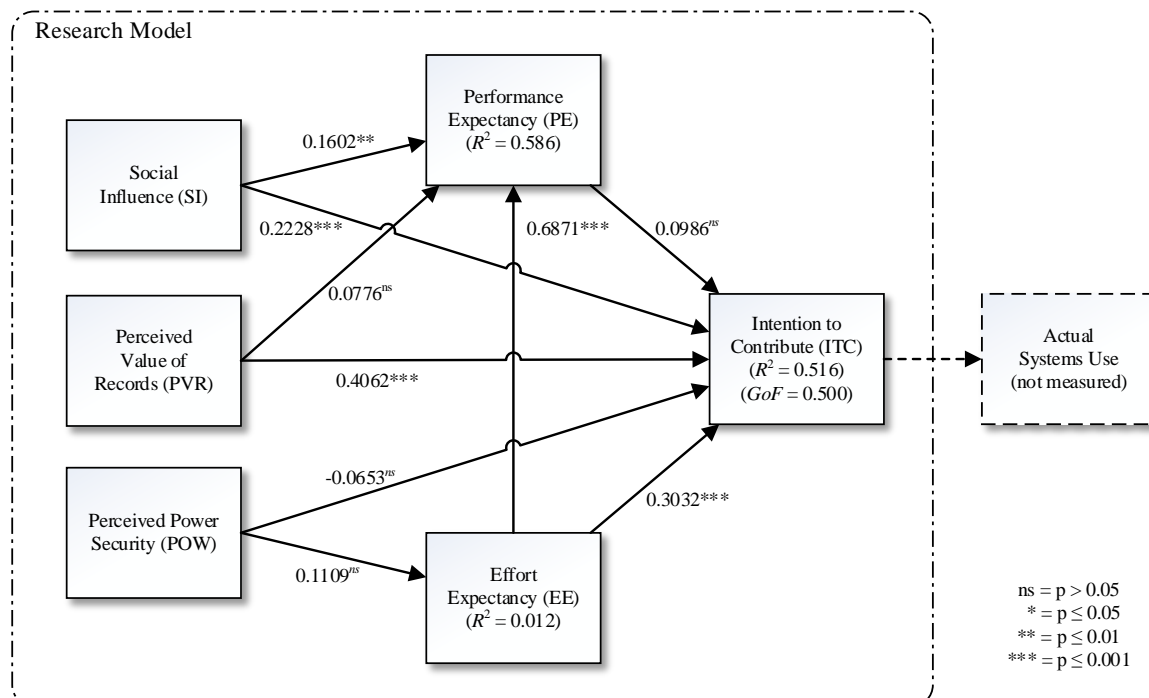 Research Model
Performance
Expectancy (PE)
(R² = 0.586)
0.1602**
Social
Influence (SI)
0.2228***
0.6871***
0.0986ns
0.0776ns
Perceived
Value of
Records (PVR)
0.4062***
Intention to
Contribute (ITC)
(R² = 0.516)
(GoF = 0.500)
Actual
Systems Use
(not measured)
-0.0653ns
0.3032***
Perceived Power
Security (POW)
0.1109ns
Effort
Expectancy (EE)
(R² = 0.012)
ns = p > 0.05
* = p ≤ 0.05
** = p ≤ 0.01
*** = p ≤ 0.001